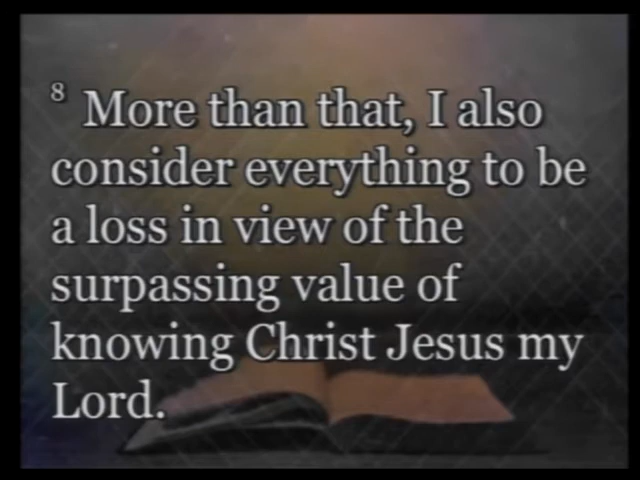 8 More than that, I also
consider everything to be
a loss in view of the
surpassing value of
knowing Christ Jesus my
Lord.